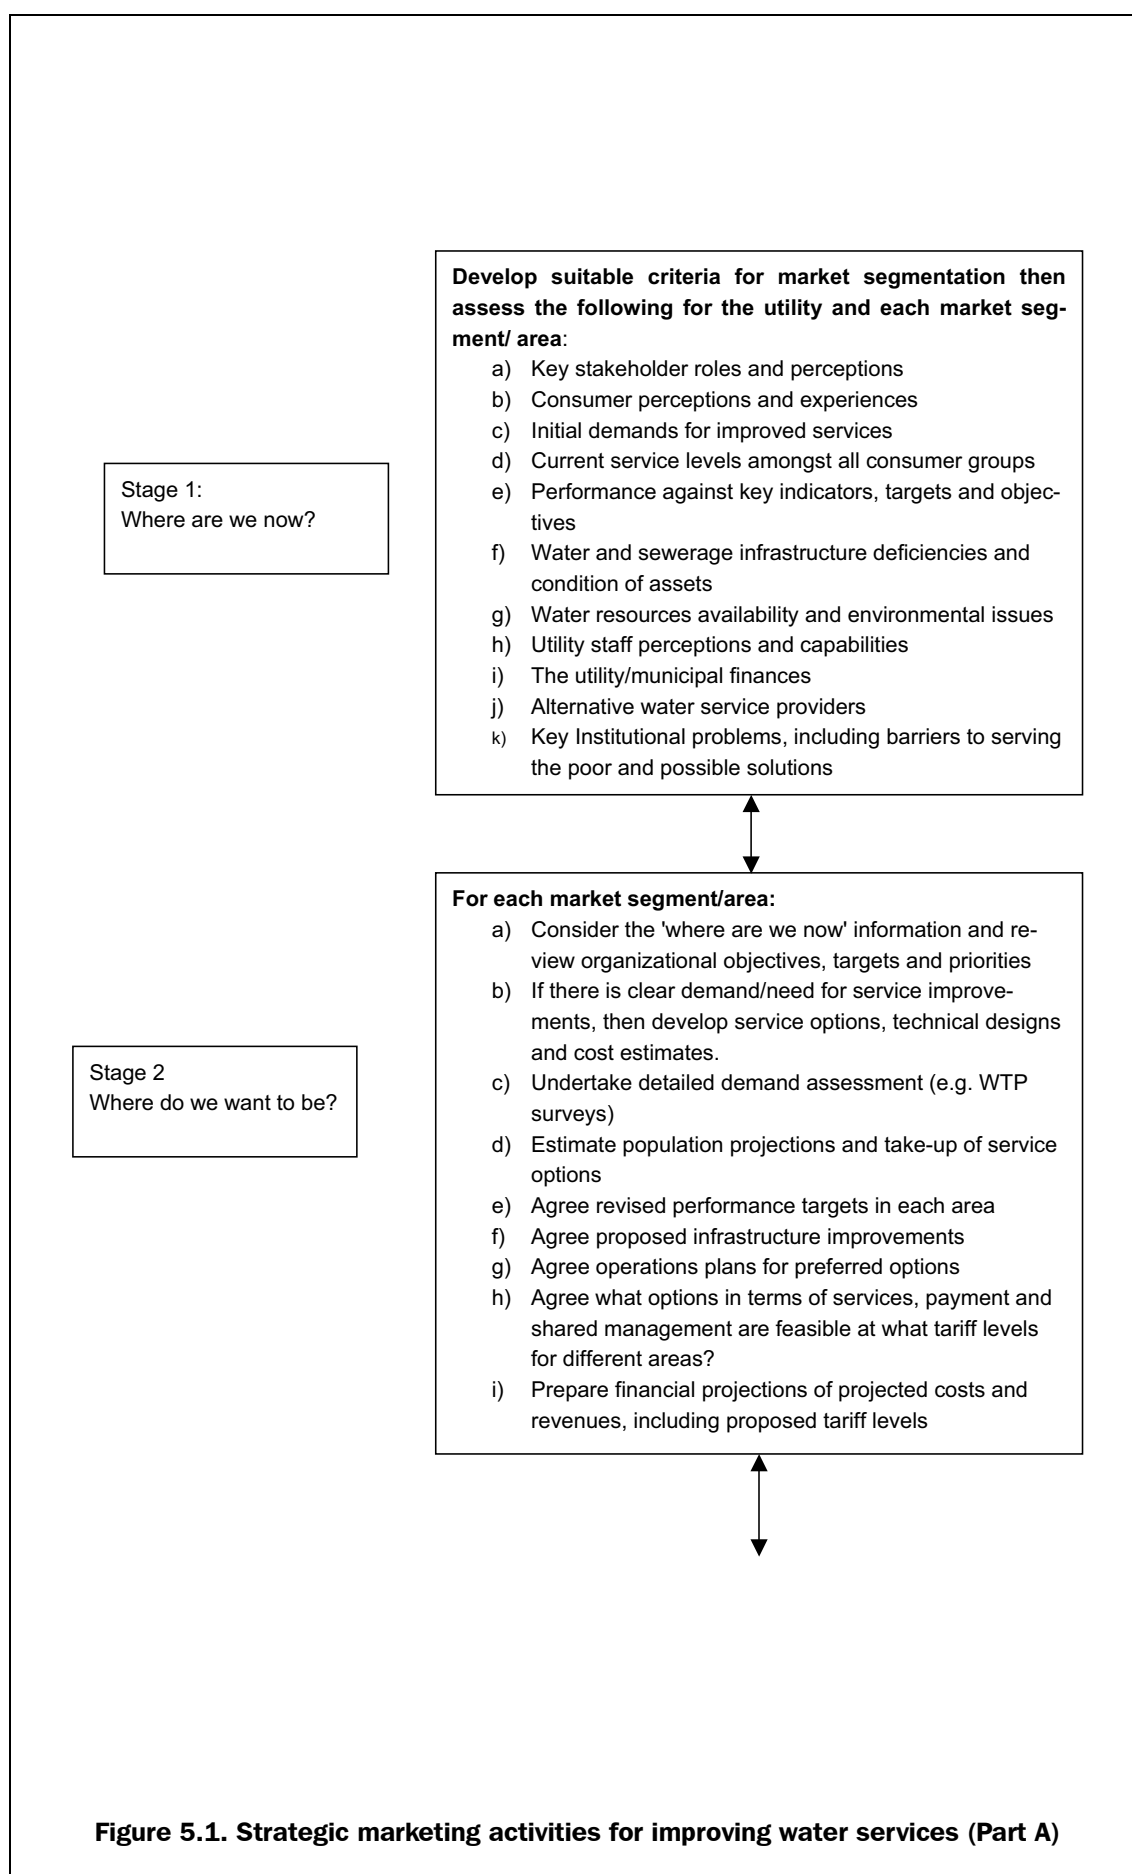 Develop suitable criteria for market segmentation then
assess the following for the utility and each market seg-
ment/ area:
a) Key stakeholder roles and perceptions
b) Consumer perceptions and experiences
c) Initial demands for improved services
d) Current service levels amongst all consumer groups
e) Performance against key indicators, targets and objec-
tives
f) Water and sewerage infrastructure deficiencies and
condition of assets
g) Water resources availability and environmental issues
h) Utility staff perceptions and capabilities
i) The utility/municipal finances
j) Alternative water service providers
k) Key Institutional problems, including barriers to serving
the poor and possible solutions
Stage 1:
Where are we now?
For each market segment/area:
a) Consider the 'where are we now' information and re-
view organizational objectives, targets and priorities
b) If there is clear demand/need for service improve-
ments, then develop service options, technical designs
and cost estimates.
c) Undertake detailed demand assessment (e.g. WTP
surveys)
d) Estimate population projections and take-up of service
options
e) Agree revised performance targets in each area
f) Agree proposed infrastructure improvements
g) Agree operations plans for preferred options
h) Agree what options in terms of services, payment and
shared management are feasible at what tariff levels
for different areas?
i) Prepare financial projections of projected costs and
revenues, including proposed tariff levels
Stage 2
Where do we want to be?
Figure 5.1. Strategic marketing activities for improving water services (Part A)